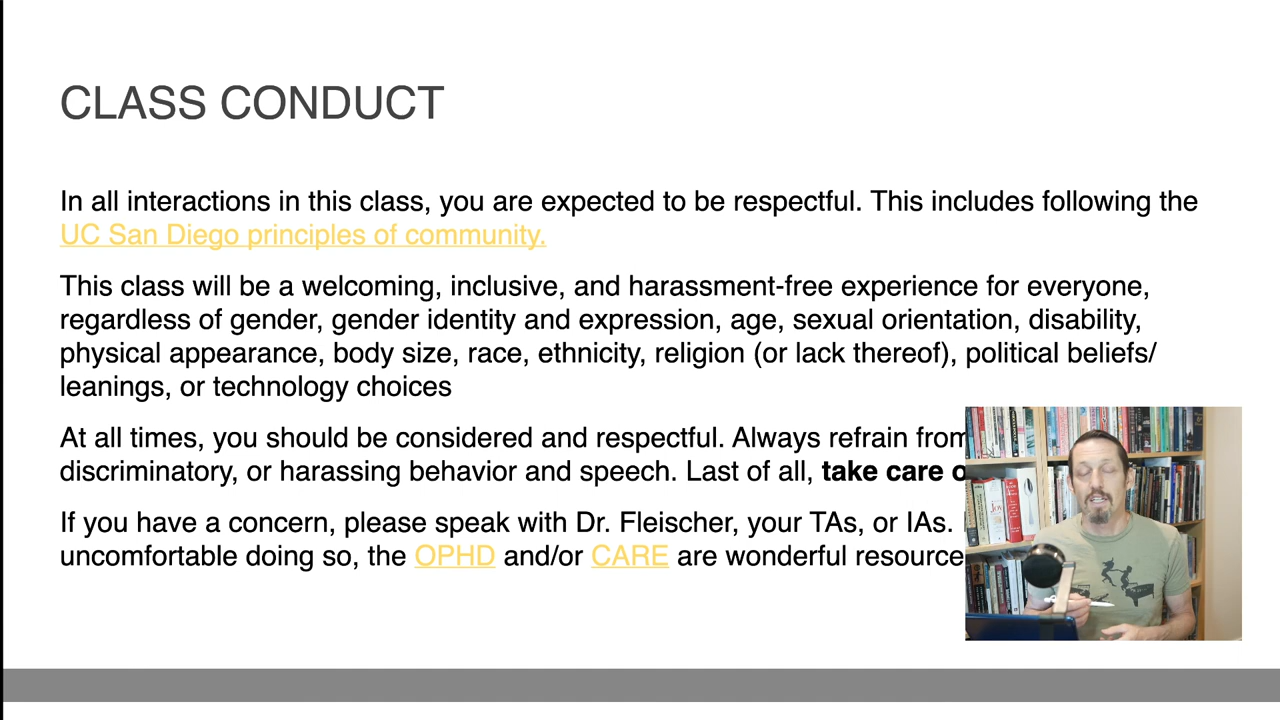 CLASS CONDUCT
In all interactions in this class, you are expected to be respectful. This includes following the
UC San Diego principles of community.
This class will be a welcoming, inclusive, and harassment-free experience for everyone,
regardless of gender, gender identity and expression, age, sexual orientation, disability,
physical appearance, body size, race, ethnicity, religion (or lack thereof), political beliefs/
leanings, or technology choices
At all times, you should be considered and respectful. Always refrain from
discriminatory, or harassing behavior and speech. Last of all, take care
If you have a concern, please speak with Dr. Fleischer, your TAs, or IAs.
uncomfortable doing so, the OPHD and/or CARE are wonderful resource